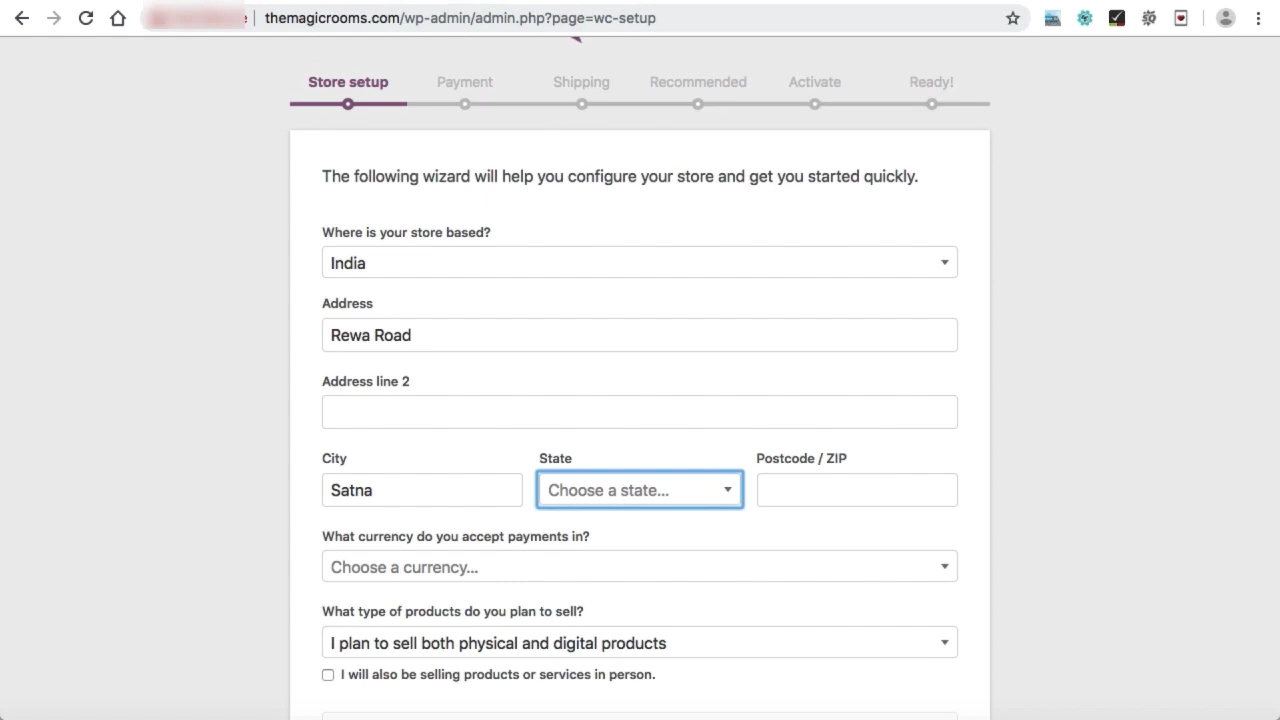 themagicrooms.com/wp-admin/admin.php?page=wc-setup
Store setup Payment Shipping Recommended Activate Ready!
The following wizard will help you configure your store and get you started quickly.
Where is your store based?
India
Address
Rewa Road
Address line 2
City State Postcode / ZIP
Satna Choose a state...
What currency do you accept payments in?
Choose a currency...
What type of products do you plan to sell?
I plan to sell both physical and digital products
I will also be selling products or services in person.